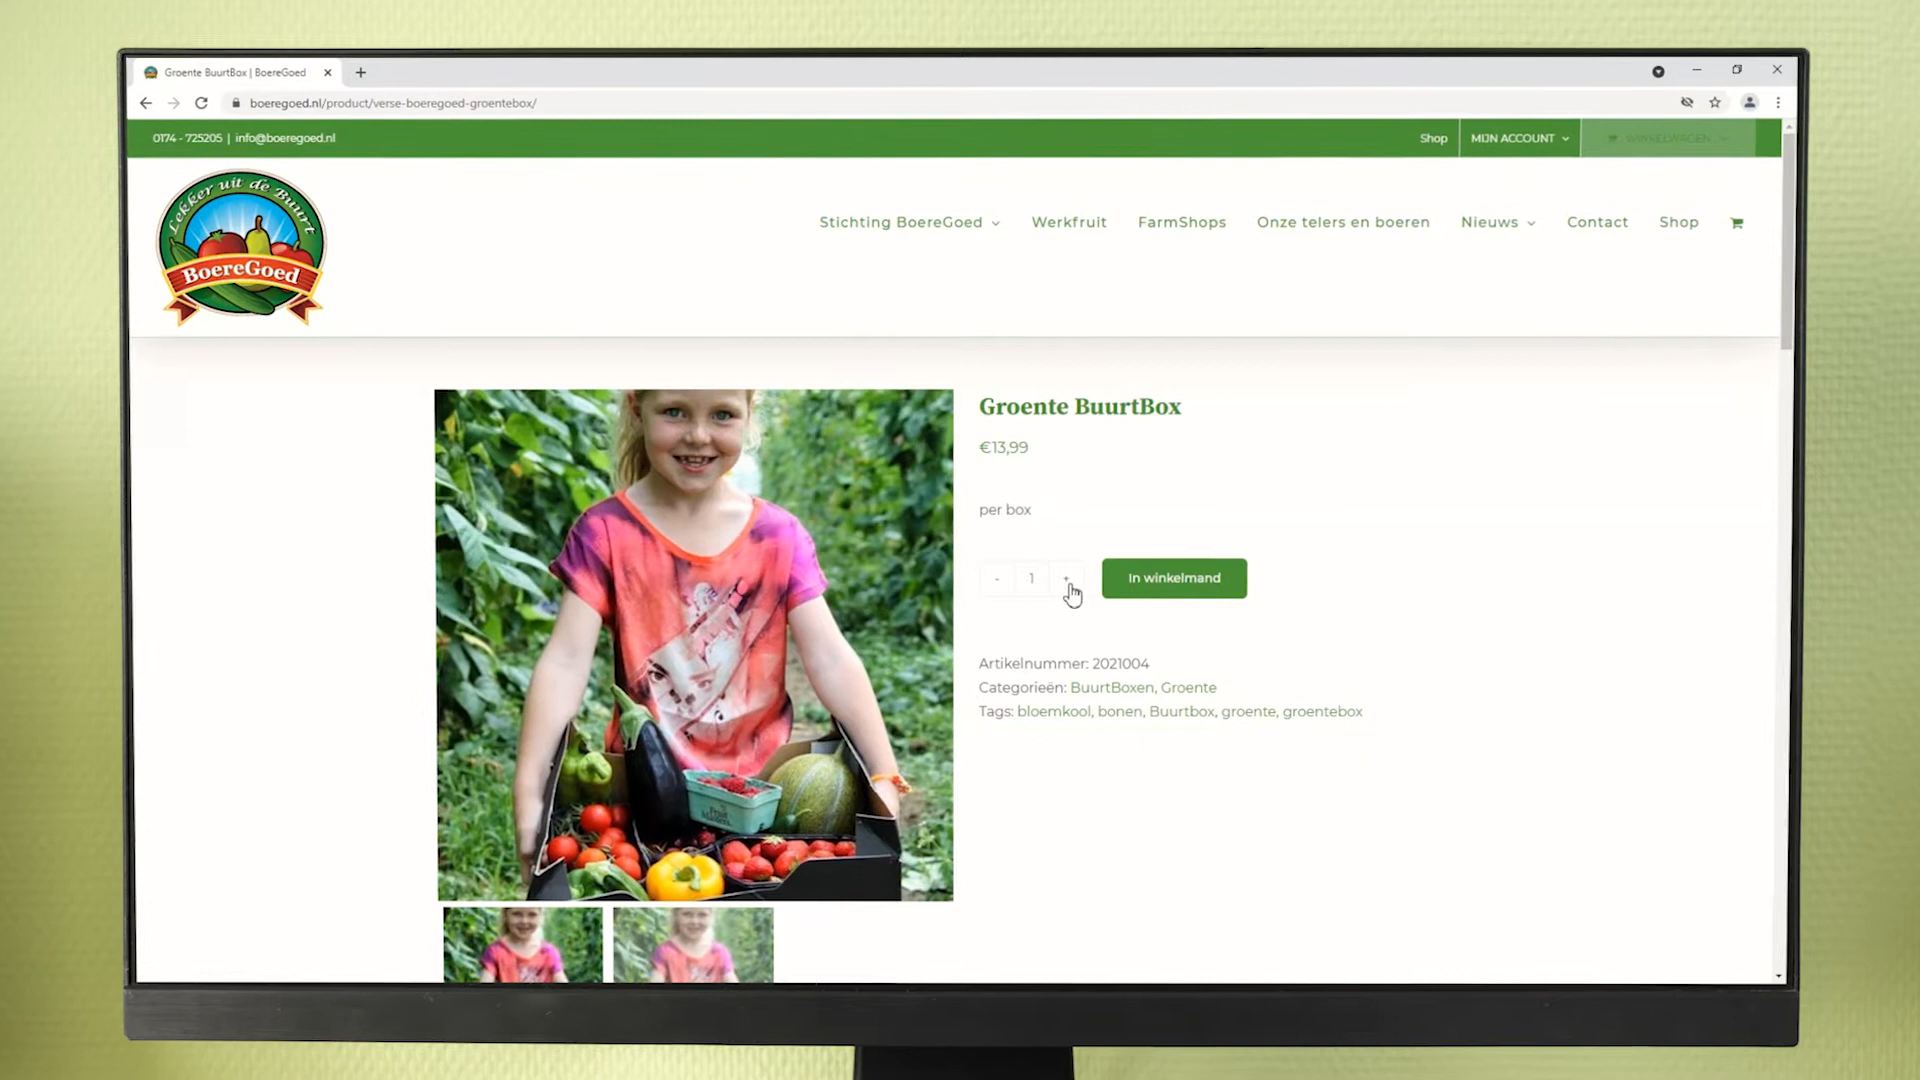 Groente BuurtBox | BoereGoed
boeregoed.nl/product/verse-boeregoed-groentebox/
0174 - 725205 | info@boeregoed.nl
Shop
MIJN ACCOUNT
WINKELWAGEN
Lekker uit de Buurt
BoereGoed
Stichting BoereGoed
Werkfruit
FarmShops
Onze telers en boeren
Nieuws
Contact
Shop
Groente BuurtBox
€13,99
per box
- 1 +
In winkelmand
Artikelnummer: 2021004
Categorieën: BuurtBoxen, Groente
Tags: bloemkool, bonen, Buurtbox, groente, groentebox